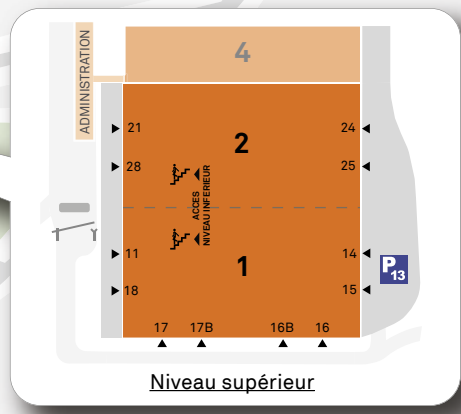 ADMINISTRATION
4
2
21
24
28
25
ACCES
NIVEAU INFERIEUR
11
14
1
P
13
18
15
17
17B
16B
16
Niveau supérieur